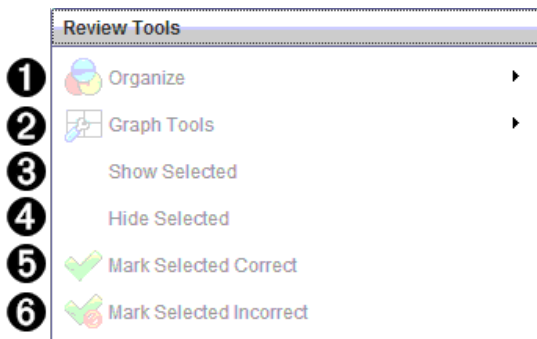 Review Tools
1 Organize
2 Graph Tools
3 Show Selected
4 Hide Selected
5 Mark Selected Correct
6 Mark Selected Incorrect